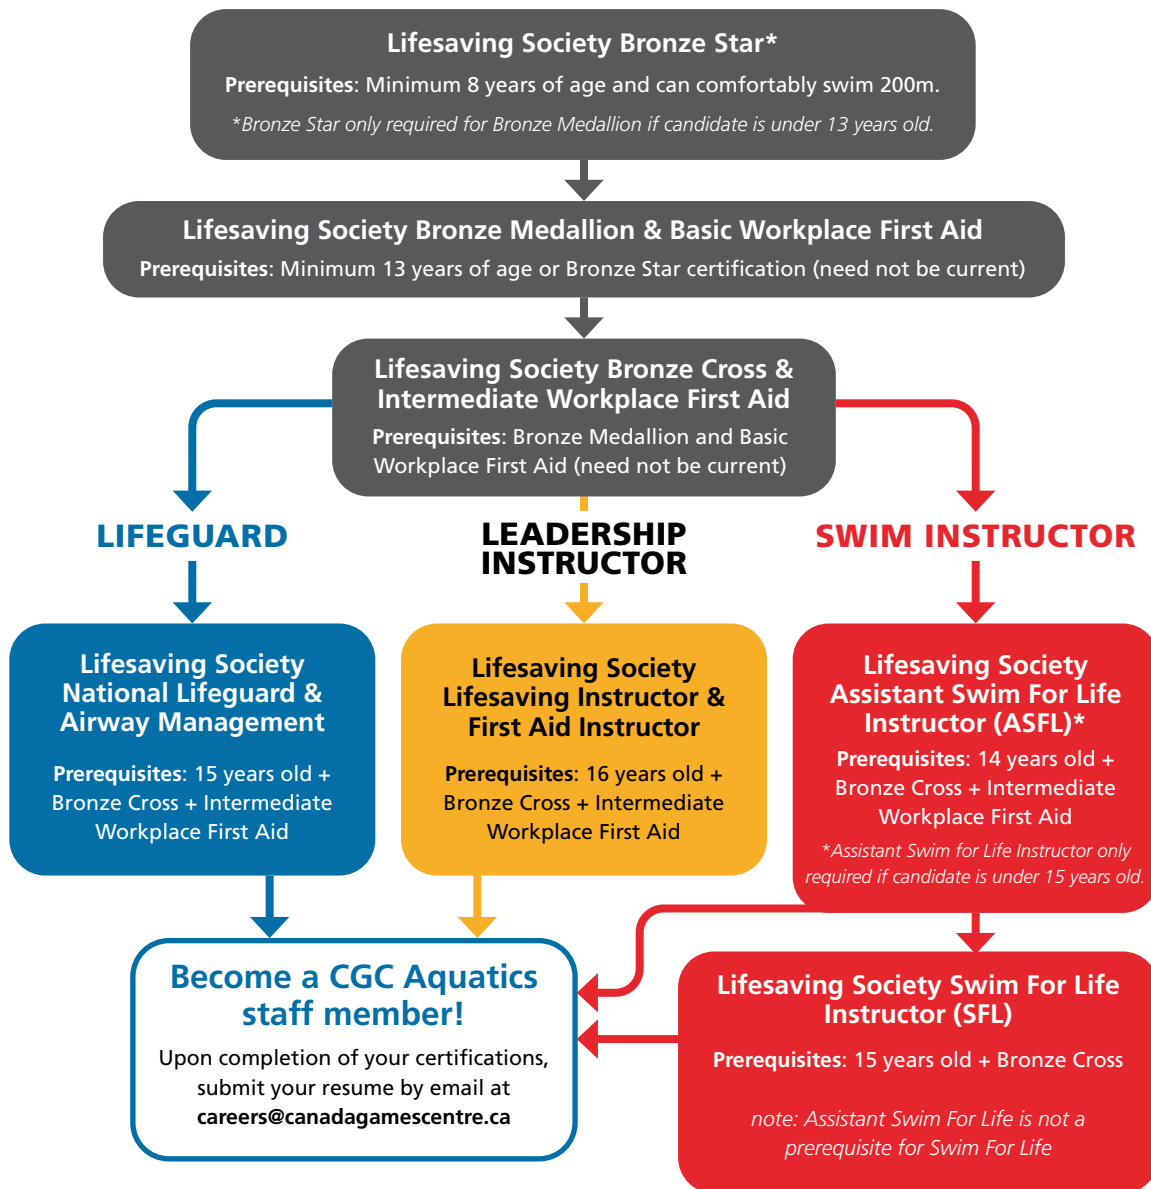 Lifesaving Society Bronze Star*
Prerequisites: Minimum 8 years of age and can comfortably swim 200m.
*Bronze Star only required for Bronze Medallion if candidate is under 13 years old.
Lifesaving Society Bronze Medallion & Basic Workplace First Aid
Prerequisites: Minimum 13 years of age or Bronze Star certification (need not be current)
Lifesaving Society Bronze Cross &
Intermediate Workplace First Aid
Prerequisites: Bronze Medallion and Basic
Workplace First Aid (need not be current)
LIFEGUARD
LEADERSHIP
INSTRUCTOR
SWIM INSTRUCTOR
Lifesaving Society
National Lifeguard &
Airway Management
Prerequisites: 15 years old +
Bronze Cross + Intermediate
Workplace First Aid
Lifesaving Society
Lifesaving Instructor &
First Aid Instructor
Prerequisites: 16 years old +
Bronze Cross + Intermediate
Workplace First Aid
Lifesaving Society
Assistant Swim For Life
Instructor (ASFL)*
Prerequisites: 14 years old +
Bronze Cross + Intermediate
Workplace First Aid
*Assistant Swim for Life Instructor only
required if candidate is under 15 years old.
Become a CGC Aquatics
staff member!
Upon completion of your certifications,
submit your resume by email at
careers@canadagamescentre.ca
Lifesaving Society Swim For Life
Instructor (SFL)
Prerequisites: 15 years old + Bronze Cross
note: Assistant Swim For Life is not a
prerequisite for Swim For Life